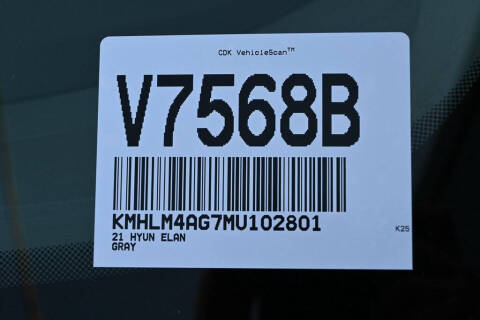 CDK VehicleScan™
V7568B
KMHLM4AG7MU102801
21 HYUN ELAN
GRAY
K25